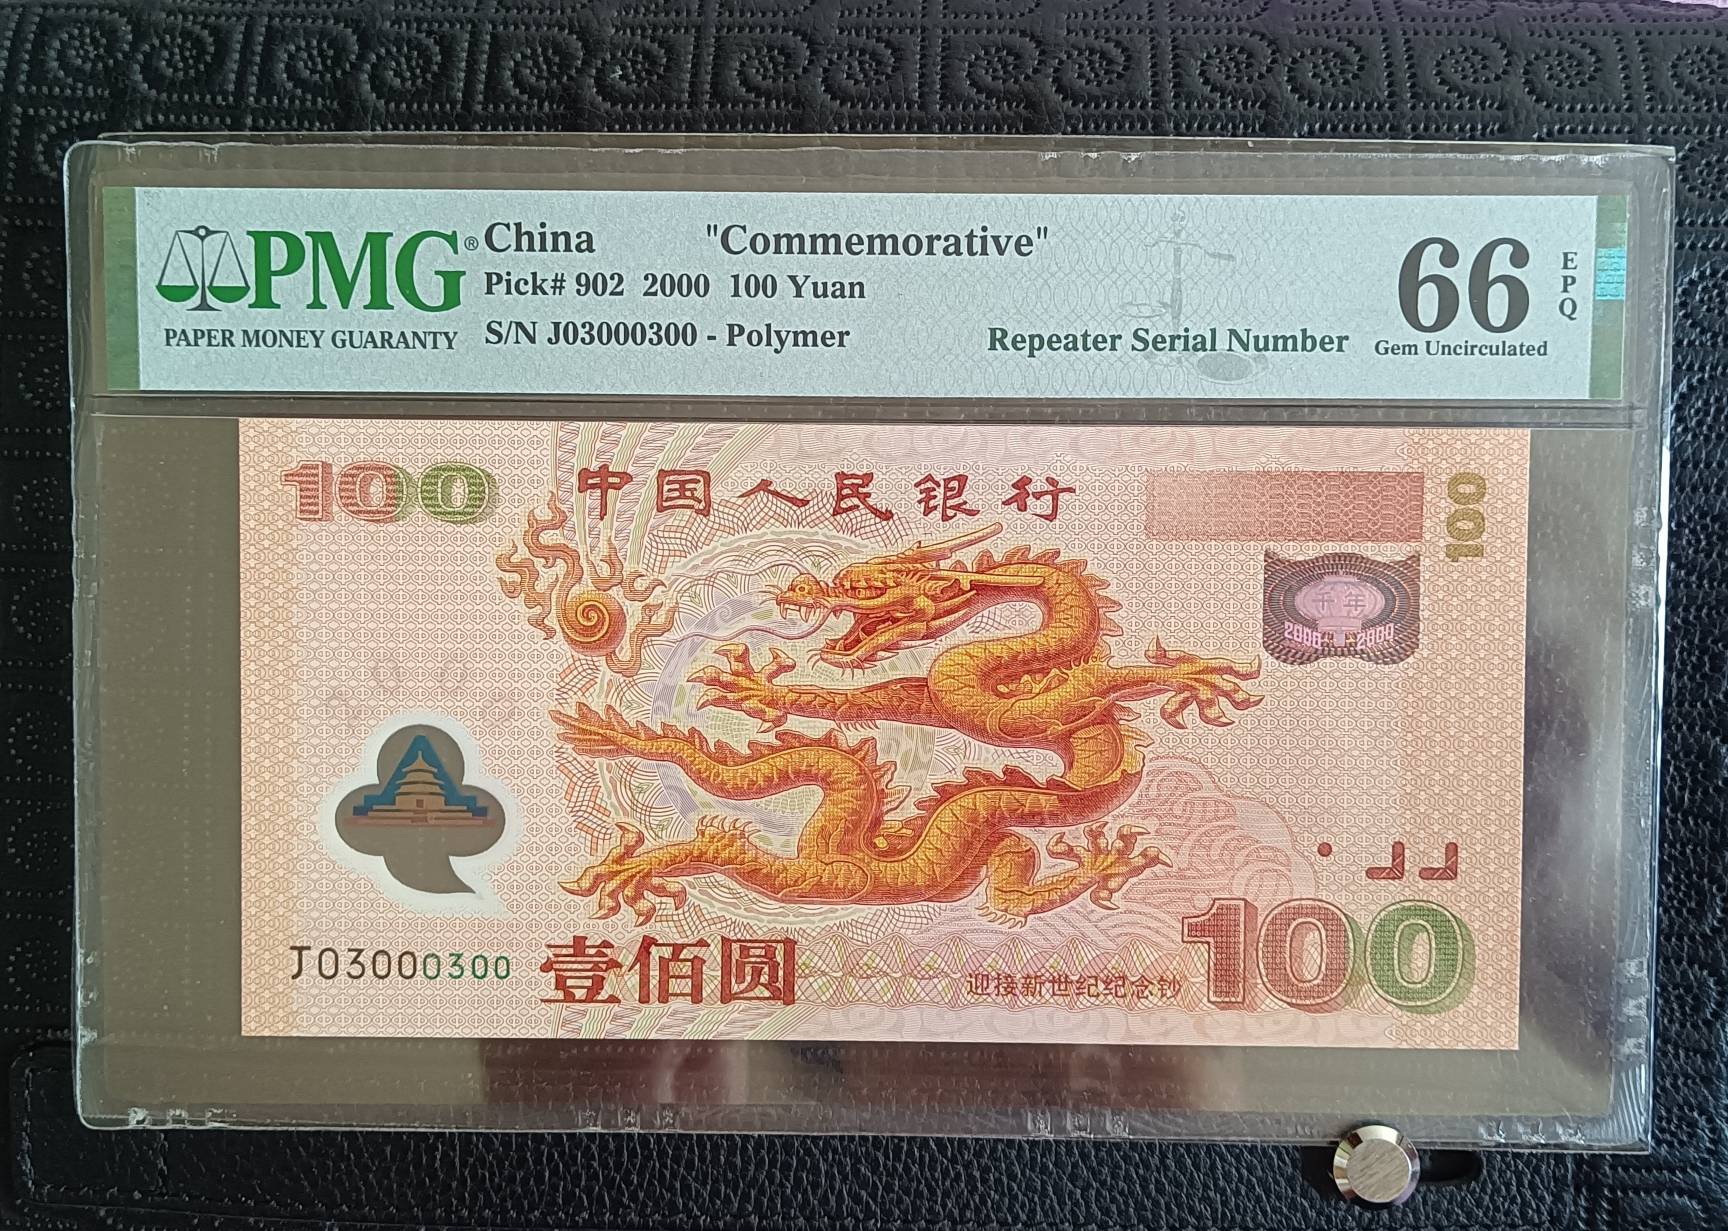 PMG®
PAPER MONEY GUARANTY
China "Commemorative"
Pick# 902 2000 100 Yuan
S/N J03000300 - Polymer
Repeater Serial Number
66
EPQ
Gem Uncirculated
100
中国人民银行
100
千年
2000 2000
J03000300
壹佰圆
迎接新世纪纪念钞
100